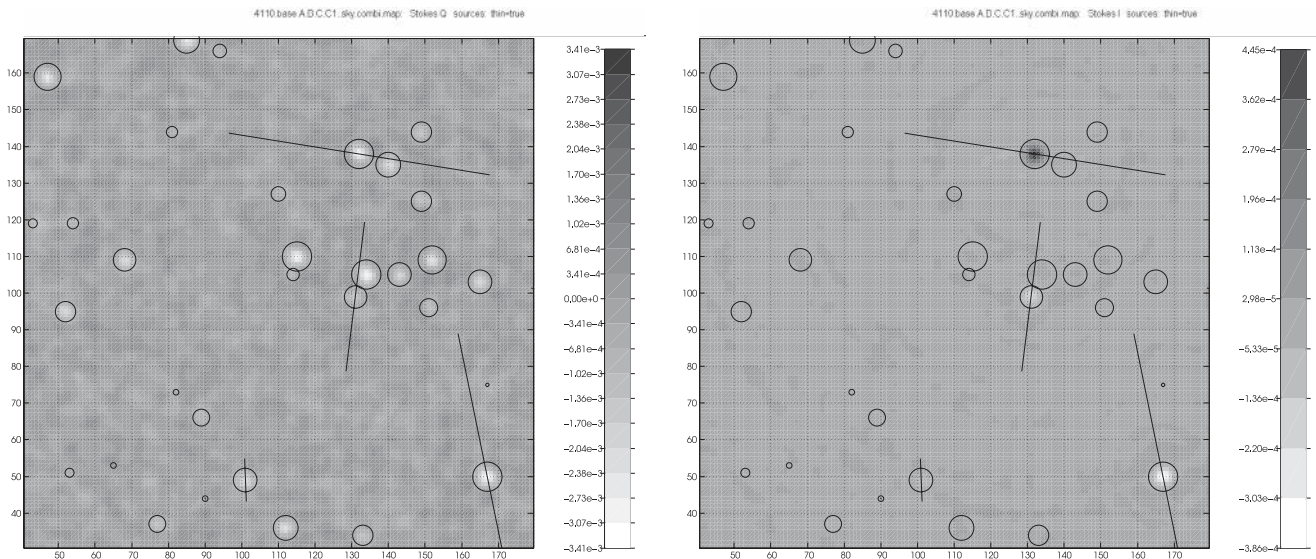 4110.base A.B.C.C1..sky.combi.map: Stokes Q sources: thin=true
160
150
140
130
120
110
100
90
80
70
60
50
40
50 60 70 80 90 100 110 120 130 140 150 160 170
3.41e-3
3.07e-3
2.73e-3
2.38e-3
2.04e-3
1.70e-3
1.36e-3
1.02e-3
6.81e-4
3.41e-4
0.00e+0
-3.41e-4
-6.81e-4
-1.02e-3
-1.36e-3
-1.70e-3
-2.04e-3
-2.38e-3
-2.73e-3
-3.07e-3
-3.41e-3
4110.base A.B.C.C1..sky.combi.map: Stokes I sources: thin=true
160
150
140
130
120
110
100
90
80
70
60
50
40
50 60 70 80 90 100 110 120 130 140 150 160 170
4.45e-4
3.62e-4
2.79e-4
1.96e-4
1.13e-4
2.98e-5
-5.33e-5
-1.36e-4
-2.20e-4
-3.03e-4
-3.86e-4